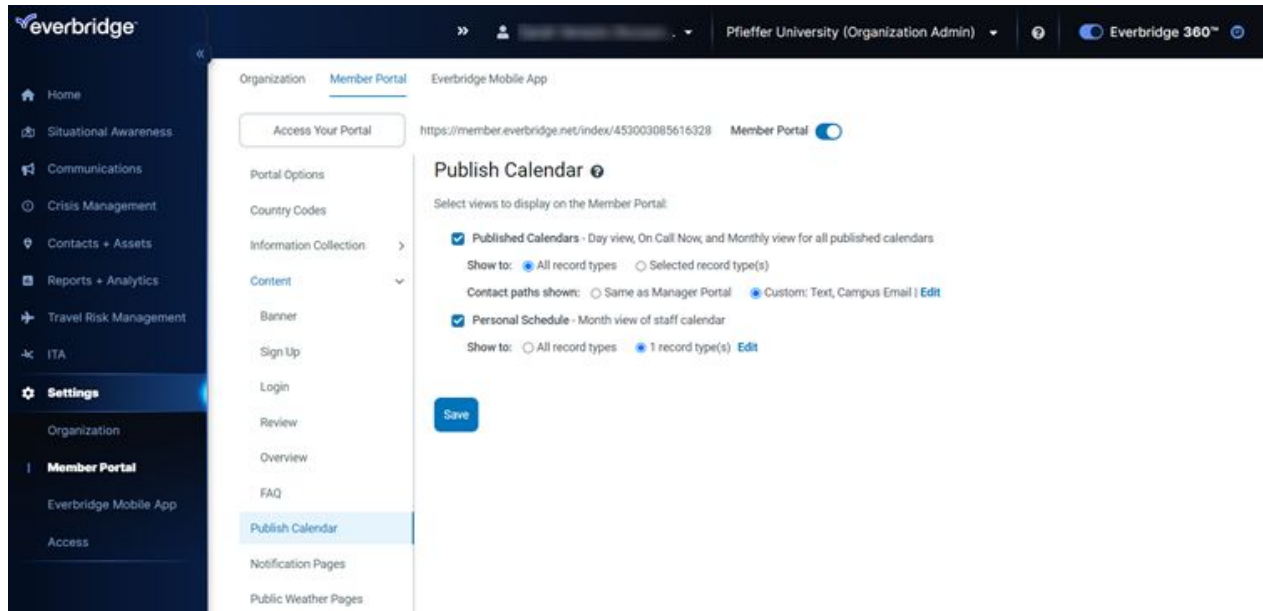 everbridge
Pfieffer University (Organization Admin)
Everbridge 360™
Home
Situational Awareness
Communications
Crisis Management
Contacts + Assets
Reports + Analytics
Travel Risk Management
ITA
Settings
Organization
Member Portal
Everbridge Mobile App
Access
Organization Member Portal Everbridge Mobile App
Access Your Portal https://member.everbridge.net/index/453003085616328 Member Portal
Portal Options
Country Codes
Information Collection
Content
Banner
Sign Up
Login
Review
Overview
FAQ
Publish Calendar
Notification Pages
Public Weather Pages
Publish Calendar
Select views to display on the Member Portal:
Published Calendars - Day view, On Call Now, and Monthly view for all published calendars
Show to: All record types Selected record type(s)
Contact paths shown: Same as Manager Portal Custom: Text, Campus Email | Edit
Personal Schedule - Month view of staff calendar
Show to: All record types 1 record type(s) Edit
Save